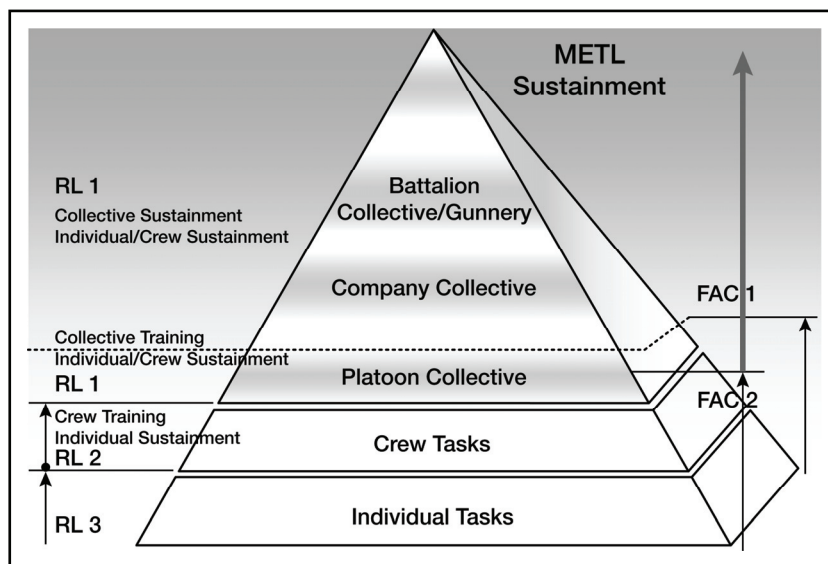 METL
Sustainment
RL 1
Collective Sustainment
Individual/Crew Sustainment
Battalion
Collective/Gunnery
Company Collective
FAC 1
Collective Training
Individual/Crew Sustainment
RL 1
Platoon Collective
FAC 2
Crew Training
Individual Sustainment
RL 2
Crew Tasks
RL 3
Individual Tasks